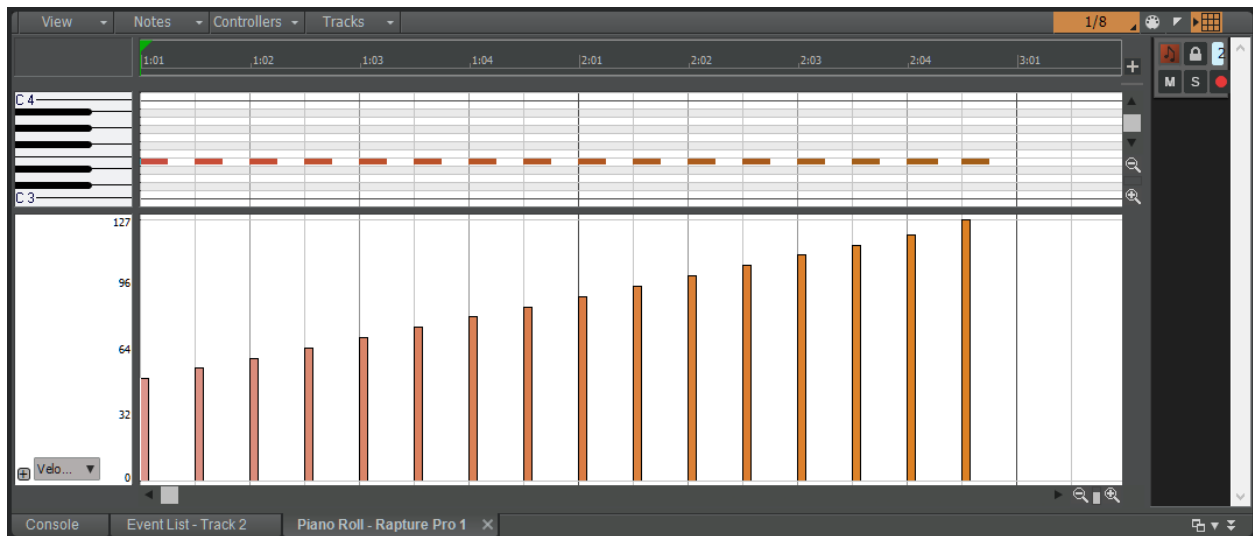 View Notes Controllers Tracks 1/8
1:01 1:02 1:03 1:04 2:01 2:02 2:03 2:04 3:01
2
M S
C 4
C 3
127
96
64
32
0
Velo...
Console Event List - Track 2 Piano Roll - Rapture Pro 1